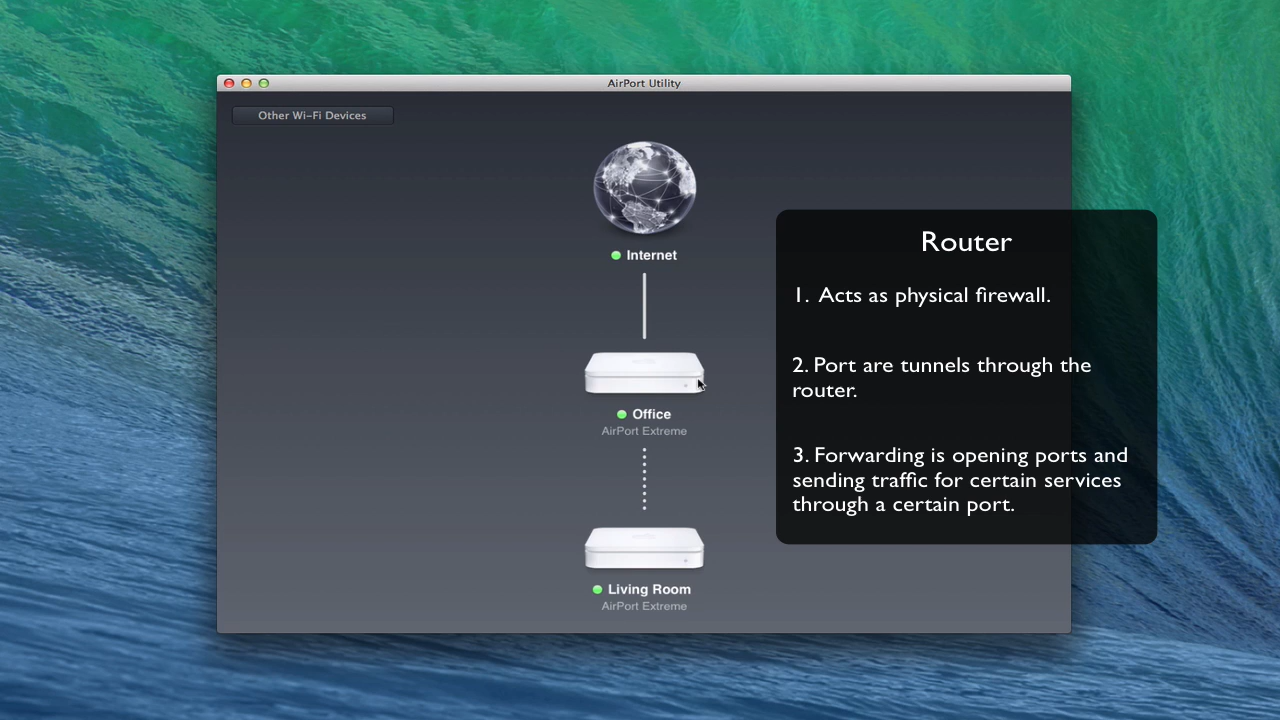 AirPort Utility
Other Wi-Fi Devices
Internet
Office
AirPort Extreme
Living Room
AirPort Extreme
Router
1. Acts as physical firewall.
2. Port are tunnels through the
router.
3. Forwarding is opening ports and
sending traffic for certain services
through a certain port.